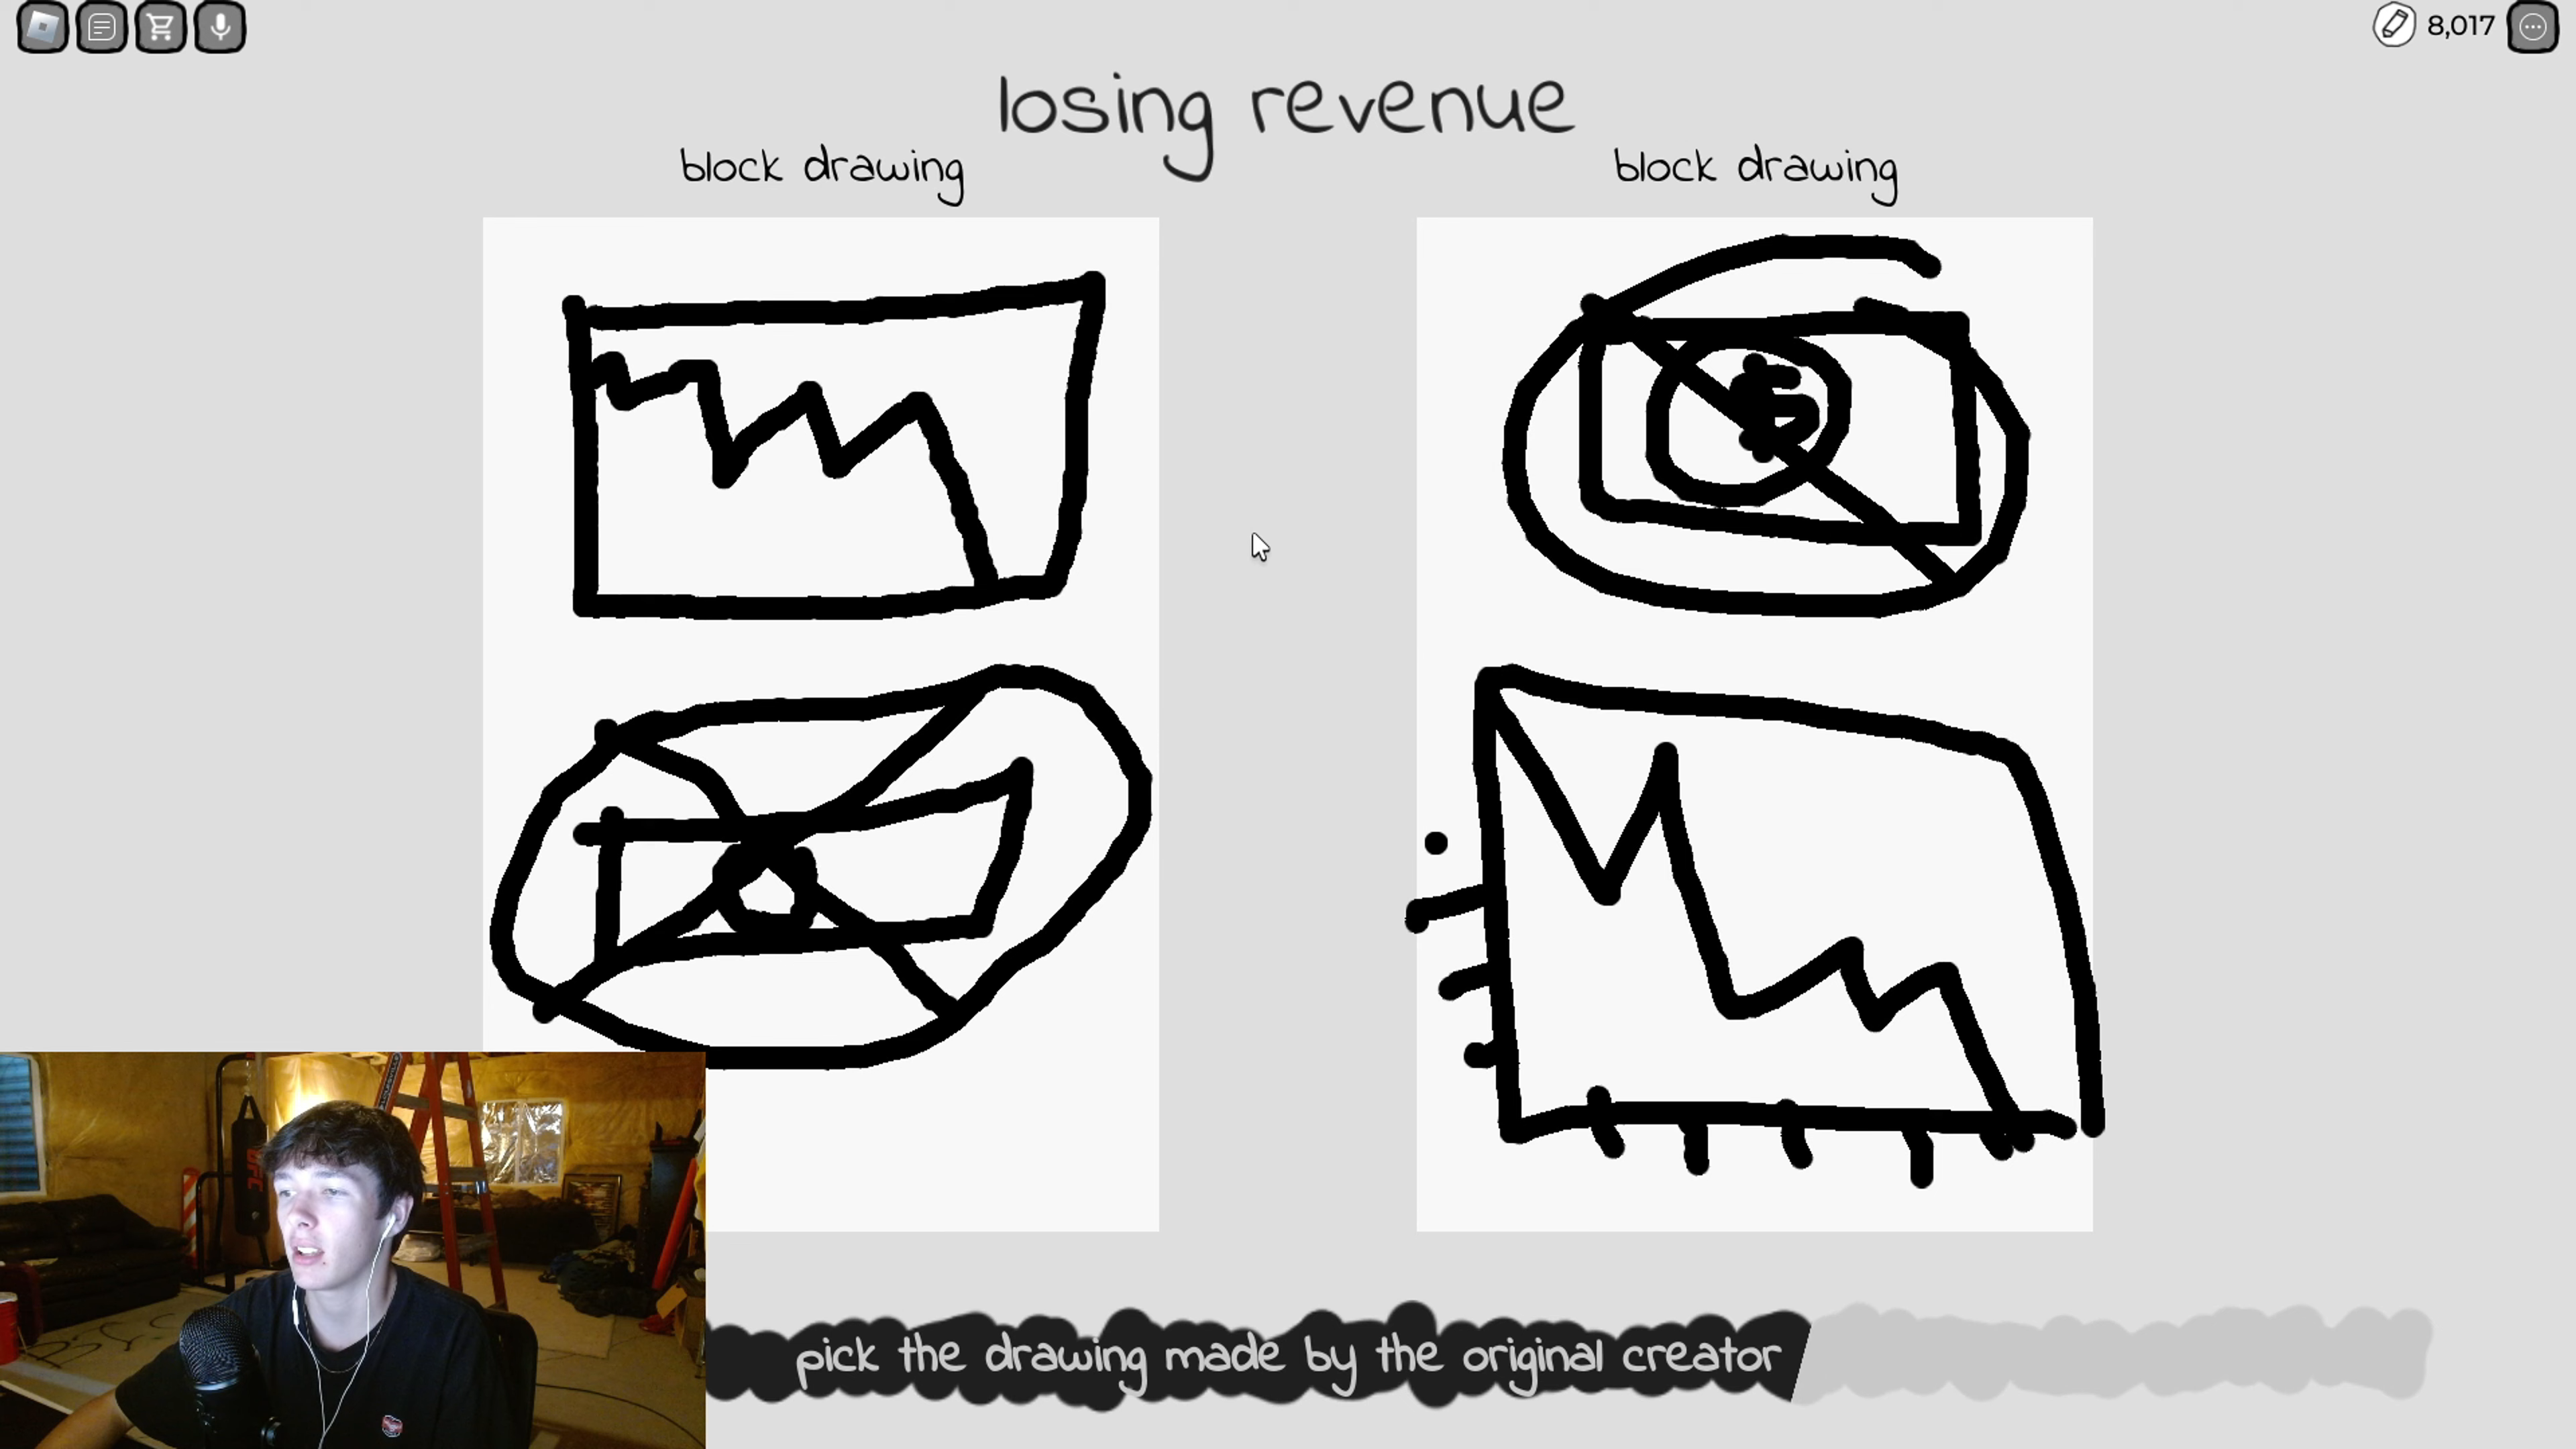 8,017
losing revenue
block drawing
block drawing
$
pick the drawing made by the original creator